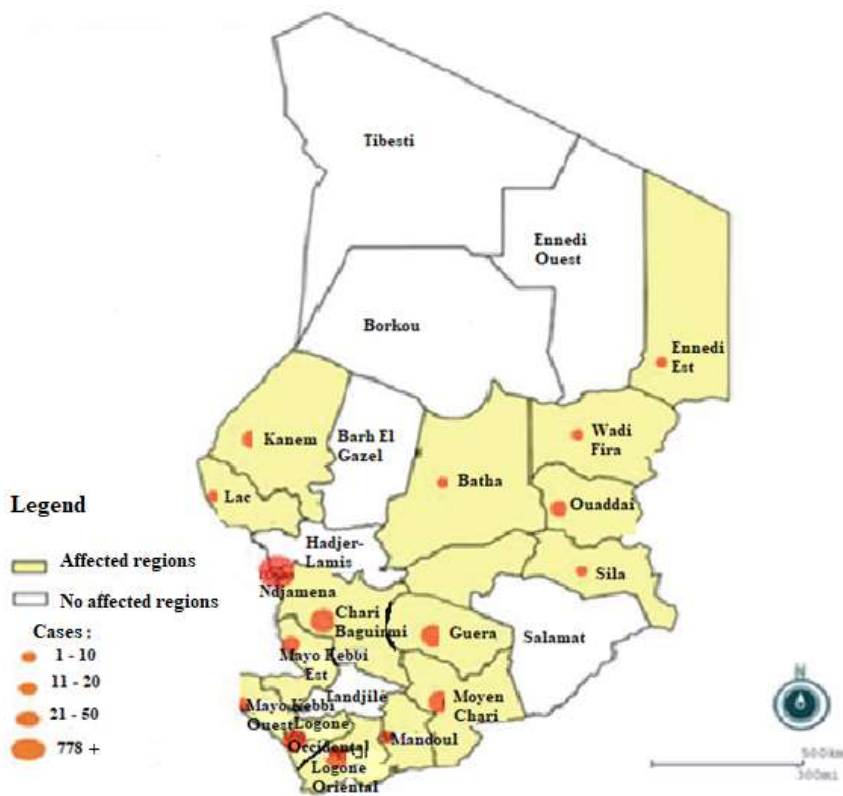 Tibesti
Ennedi
Ouest
Borkou
Ennedi
Est
Kanem
Barh El
Gazel
Wadi
Fira
Batha
Lac
Ouaddai
Legend
Hadjer-
Lamis
Affected regions
Sila
Ndjamena
No affected regions
Chari
Baguirmi
Guera
Salamat
Cases :
1 - 10
Mayo Kebbi
Est
11 - 20
Tandjilé
Moyen
Chari
N
21 - 50
Mayo Kebbi
Ouest
Logone
Occidental
Mandoul
778 +
Logone
Oriental
500km
300mi